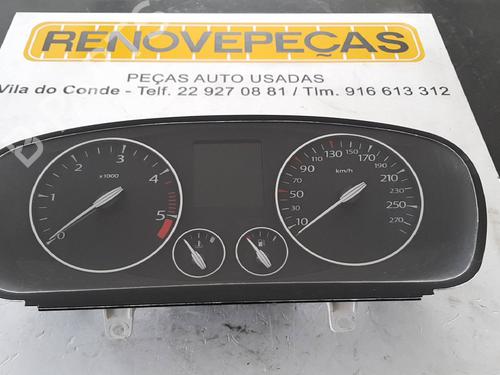 RENOVEPEÇAS
PEÇAS AUTO USADAS
Vila do Conde - Telf. 22 927 08 81 / Tlm. 916 613 312
0 1 2 3 4 5
x1000
10 30 50 70 90 110 130 150 170 190 210 230 250 270
km/h